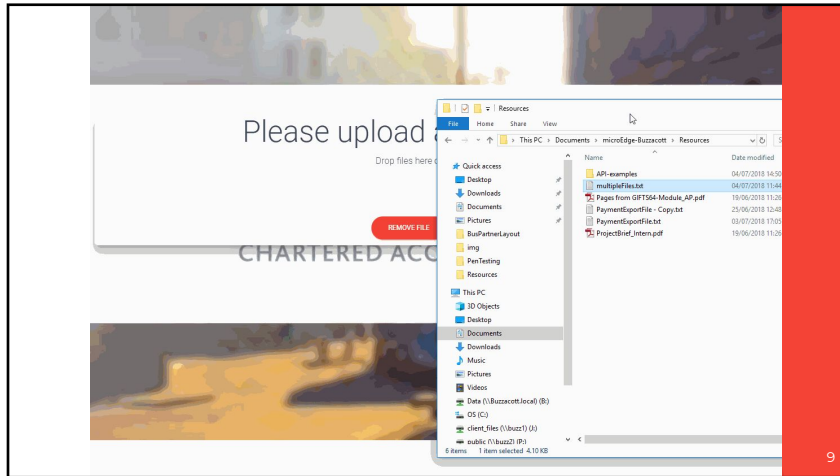 Please upload a
Drop files here
REMOVE FILE
CHARTERED ACC
Resources
File Home Share View
This PC > Documents > microEdge-Buzzacott > Resources
Name Date modified
Quick access
Desktop
Downloads
Documents
Pictures
BusPartnerLayout
img
PenTesting
Resources
This PC
3D Objects
Desktop
Documents
Downloads
Music
Pictures
Videos
Data (\\Buzzacott.local) (B:)
OS (C:)
client_files (\\buzz1) (J:)
public (\\buzz2) (P:)
API-examples 04/07/2018 14:50
multipleFiles.txt 04/07/2018 11:44
Pages from GIFTS64-Module_AP.pdf 19/06/2018 11:26
PaymentExportFile - Copy.txt 25/06/2018 12:48
PaymentExportFile.txt 03/07/2018 17:05
ProjectBrief_Intern.pdf 19/06/2018 11:26
6 items 1 item selected 4.10 KB
9